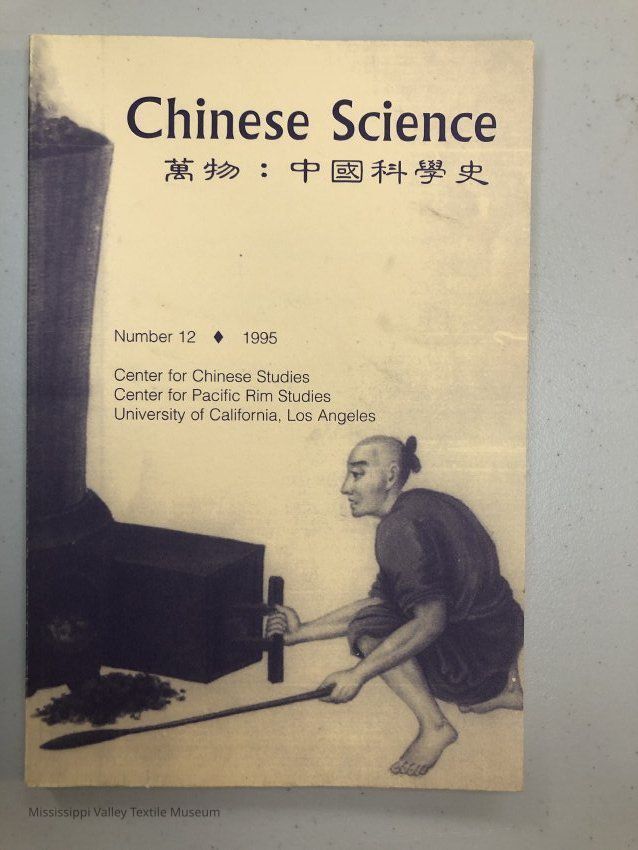 Chinese Science
萬物：中國科學史
Number 12 ♦ 1995
Center for Chinese Studies
Center for Pacific Rim Studies
University of California, Los Angeles
Mississippi Valley Textile Museum